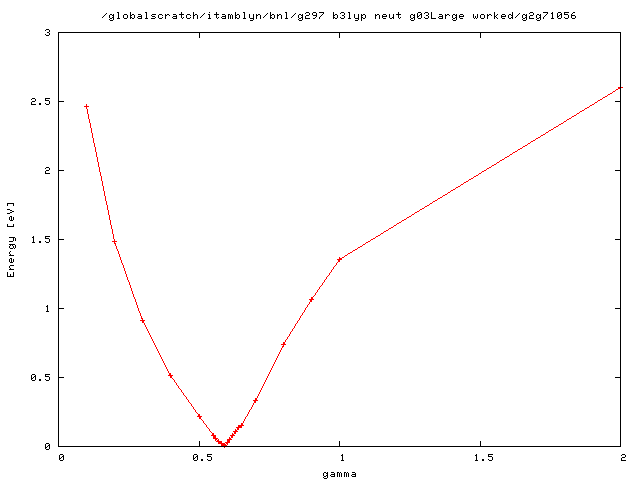 /globalscratch/itamblyn/bnl/g297 b3lyp neut g03Large worked/g2g71056
3
2.5
2
1.5
1
0.5
0
Energy [eV]
0 0.5 1 1.5 2
gamma